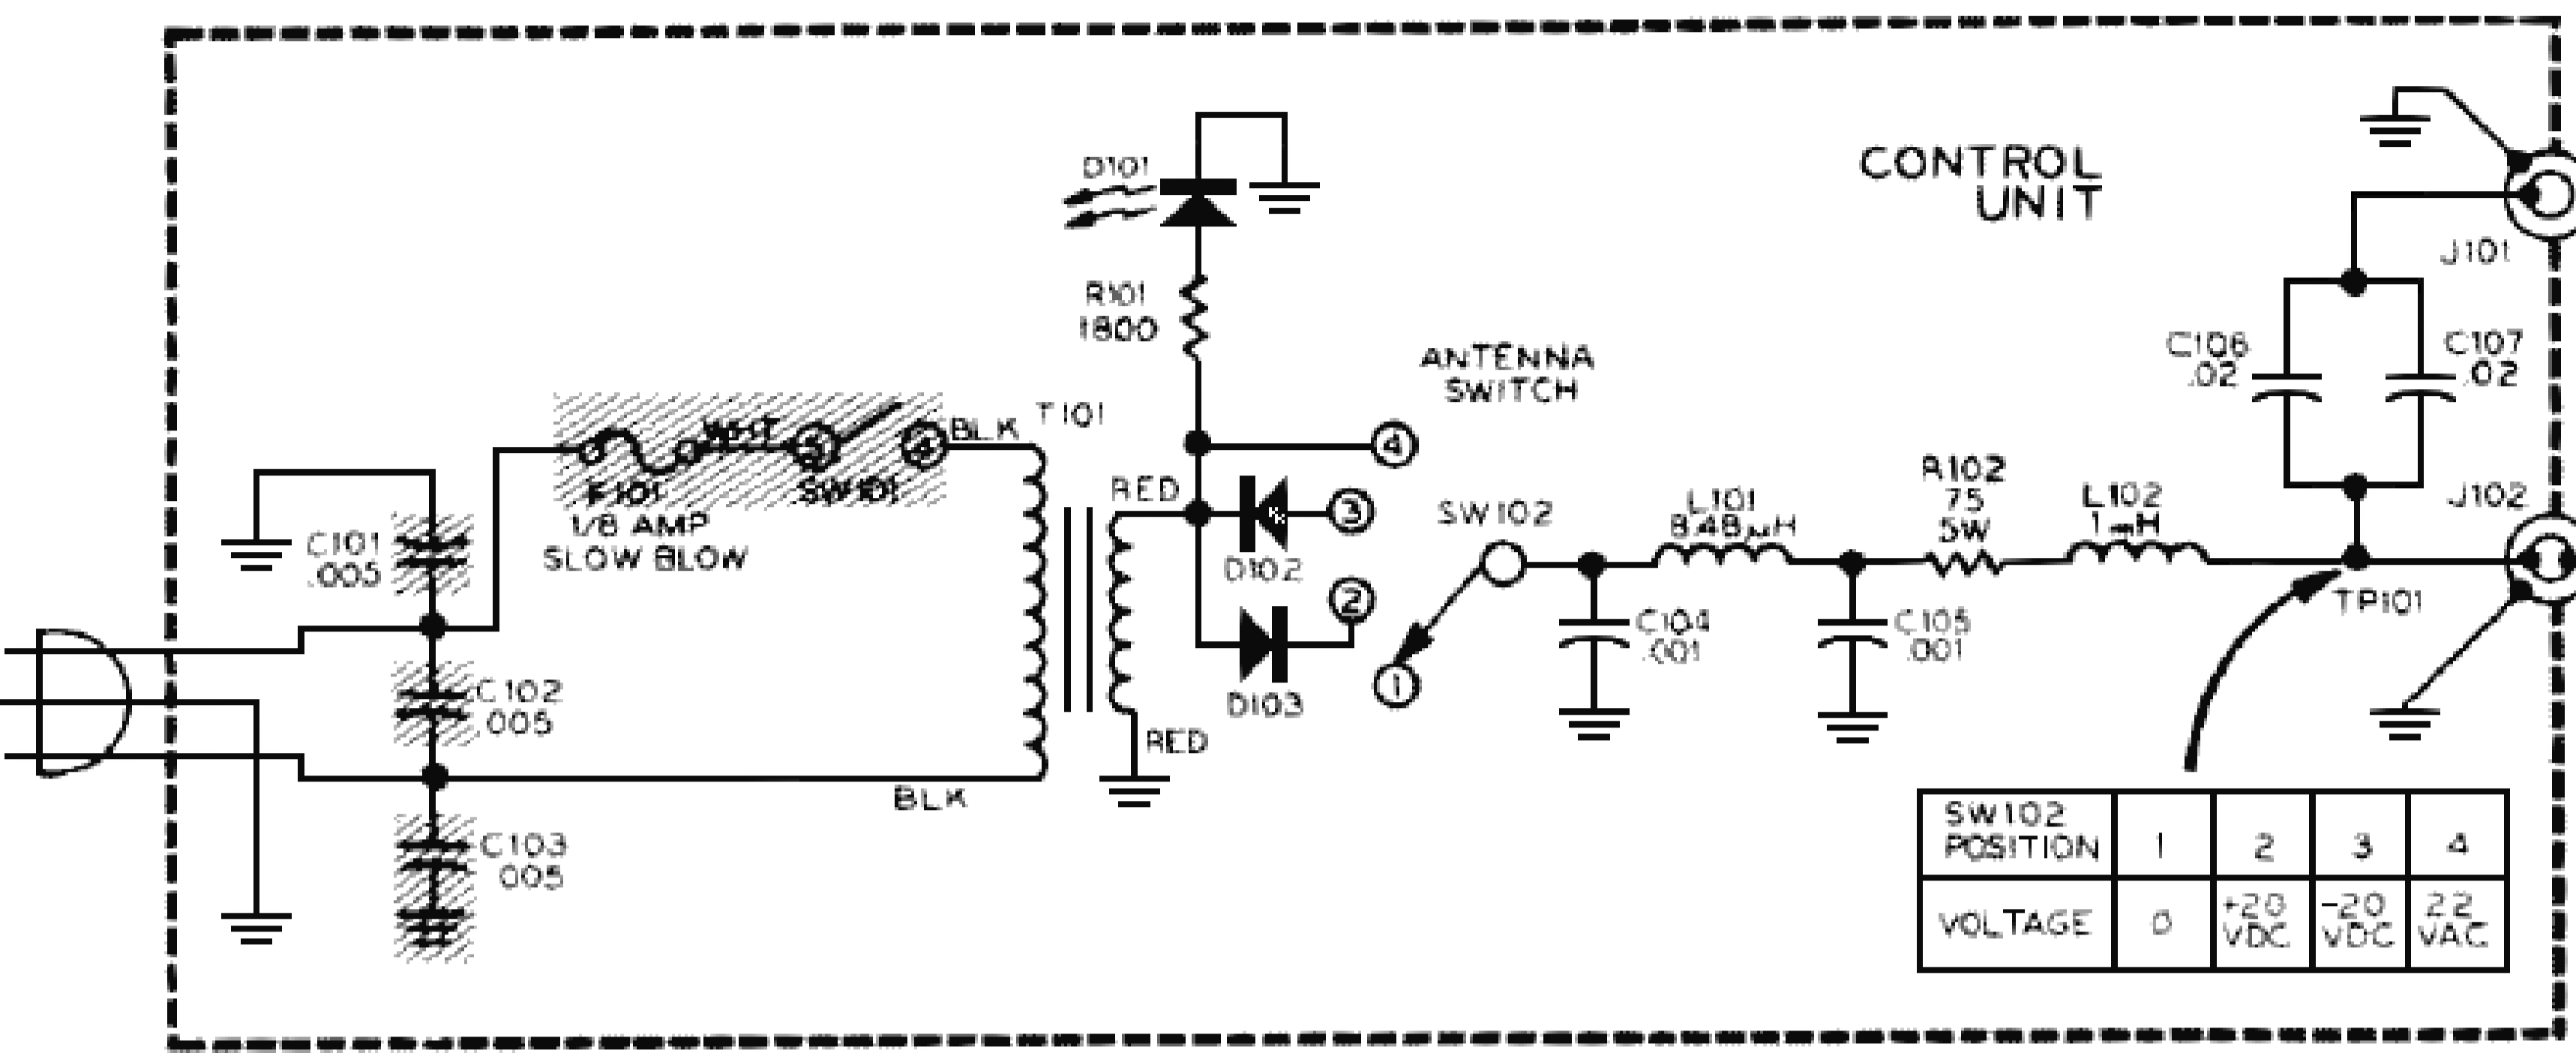 CONTROL
UNIT
D101
J101
R101
1800
ANTENNA
SWITCH
C106
.02
C107
.02
T101
BLK
4
F101
SW101
1/8 AMP
SLOW BLOW
C101
.005
RED
3
SW102
L101
8.48μH
R102
75
5W
L102
1mH
J102
D102
2
TP101
C104
.001
C105
.001
C102
.005
1
D103
RED
BLK
C103
.005
SW102
POSITION 1 2 3 4
VOLTAGE 0 +20 VDC -20 VDC 22 VAC